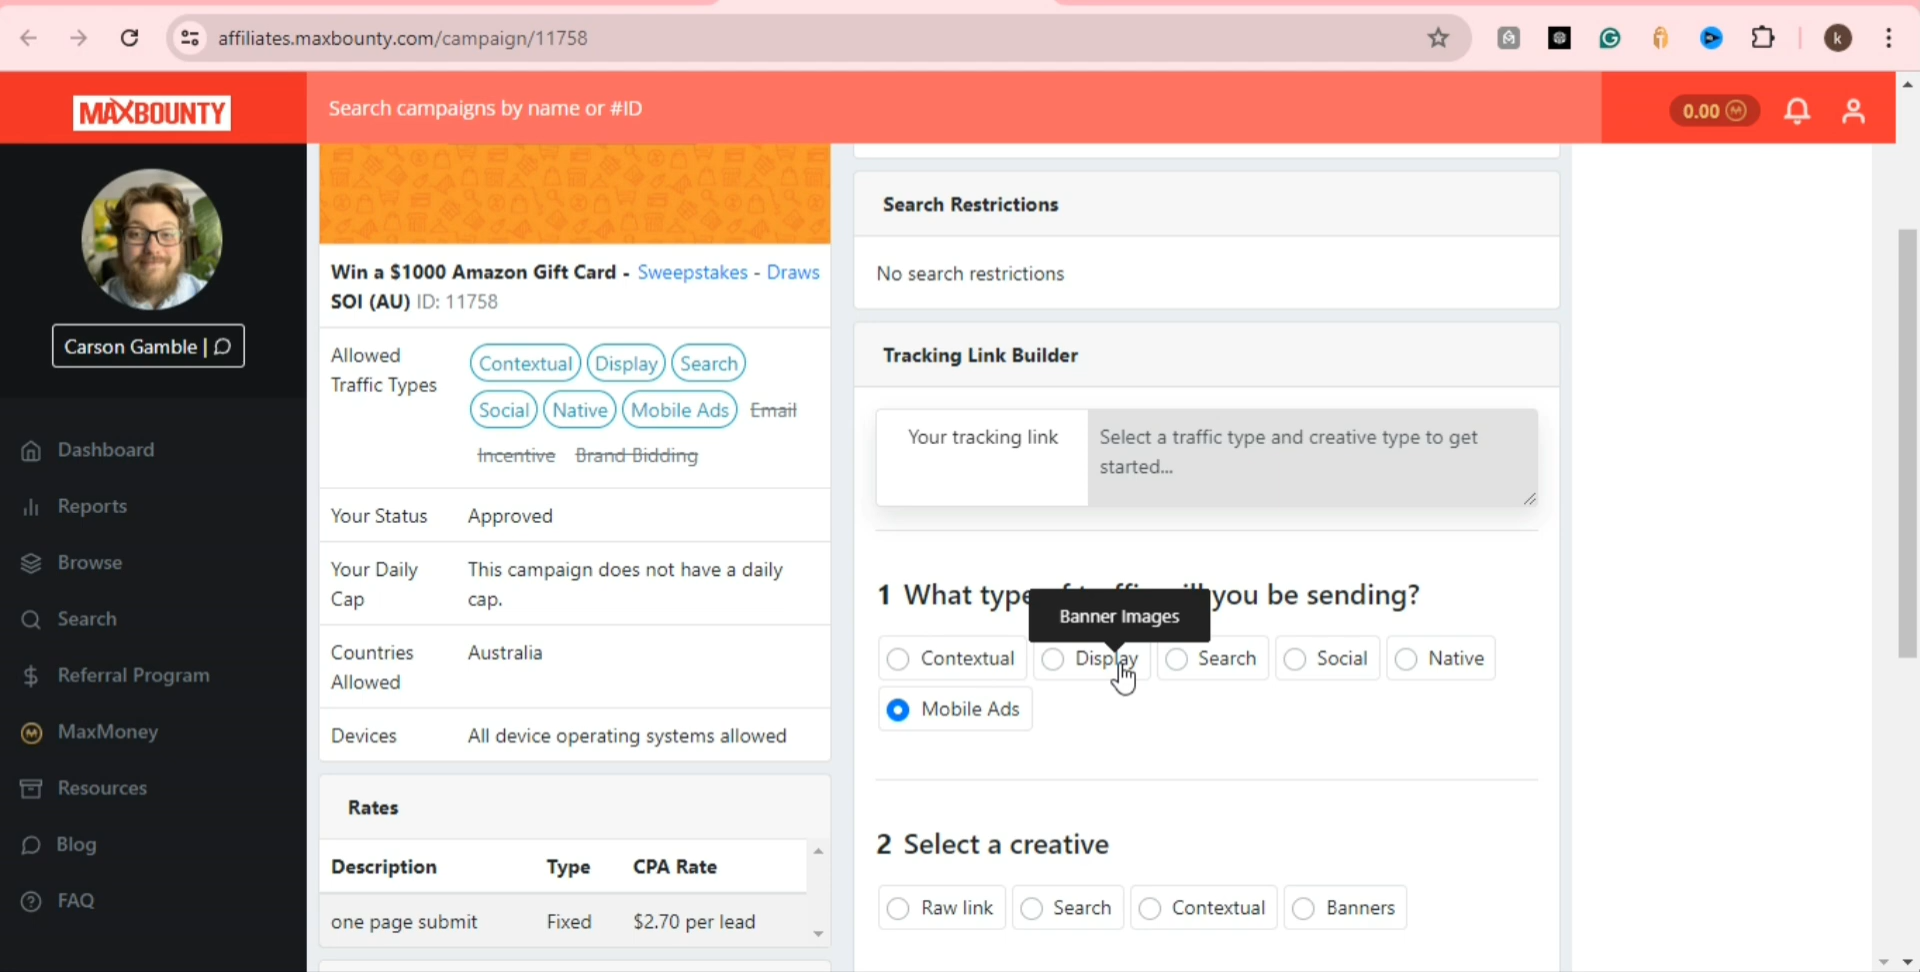 affiliates.maxbounty.com/campaign/11758
k
MAXBOUNTY
Search campaigns by name or #ID
0.00
Carson Gamble |
Dashboard
Reports
Browse
Search
Referral Program
MaxMoney
Resources
Blog
FAQ
Win a $1000 Amazon Gift Card - Sweepstakes - Draws
SOI (AU) ID: 11758
Allowed
Traffic Types
Contextual Display Search
Social Native Mobile Ads Email
Incentive Brand Bidding
Your Status Approved
Your Daily
Cap
This campaign does not have a daily
cap.
Countries
Allowed
Australia
Devices All device operating systems allowed
Rates
Description Type CPA Rate
one page submit Fixed $2.70 per lead
Search Restrictions
No search restrictions
Tracking Link Builder
Your tracking link
Select a traffic type and creative type to get
started...
1 What type you be sending?
Banner Images
Contextual Display Search Social Native
Mobile Ads
2 Select a creative
Raw link Search Contextual Banners